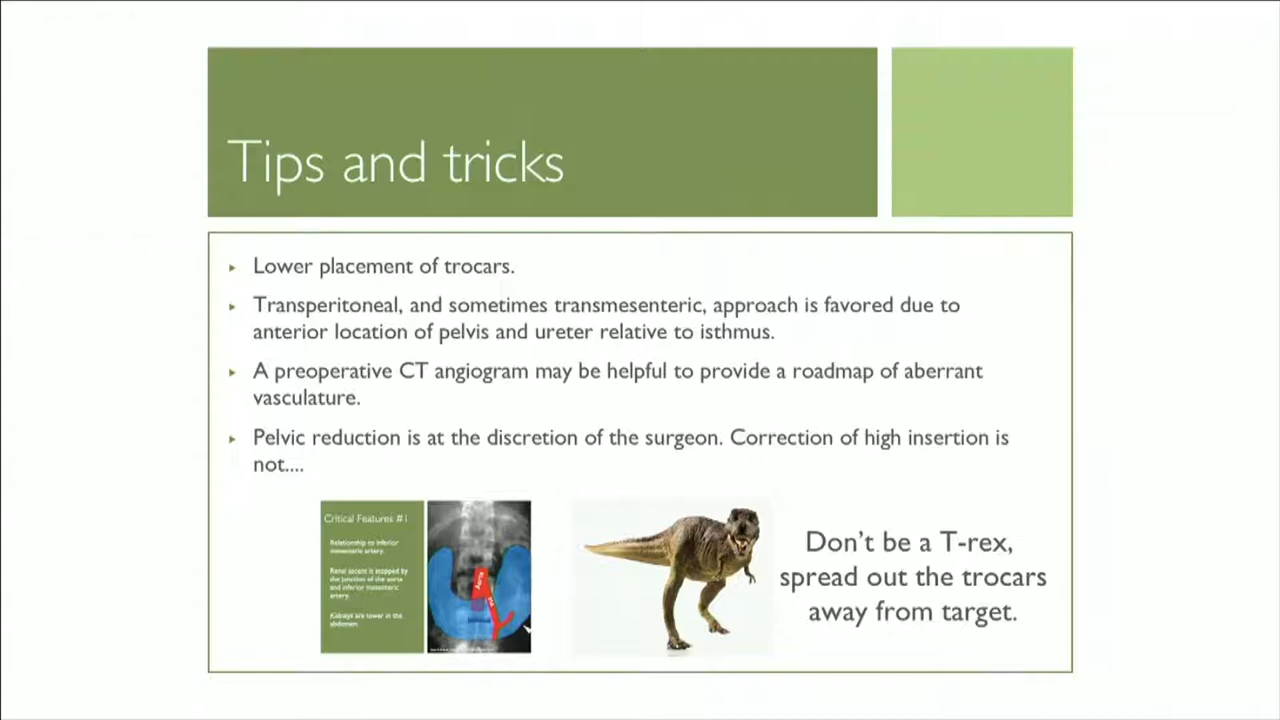 Tips and tricks
Lower placement of trocars.
Transperitoneal, and sometimes transmesenteric, approach is favored due to
anterior location of pelvis and ureter relative to isthmus.
A preoperative CT angiogram may be helpful to provide a roadmap of aberrant
vasculature.
Pelvic reduction is at the discretion of the surgeon. Correction of high insertion is
not....
Critical Features #1
Relationship to inferior
mesenteric artery.
Renal ascent is stopped by
the junction of the aorta
and inferior mesenteric
artery.
Kidneys are lower in the
abdomen.
Aorta
IMA
Don't be a T-rex,
spread out the trocars
away from target.